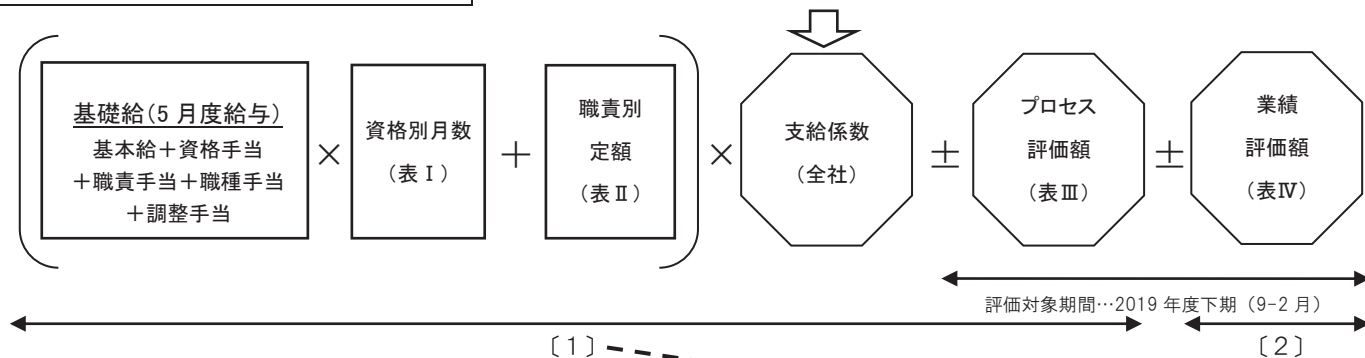 基礎給(5月度給与)
基本給＋資格手当
＋職責手当＋職種手当
＋調整手当
×
資格別月数
（表Ⅰ）
＋
職責別
定額
（表Ⅱ）
×
支給係数
（全社）
±
プロセス
評価額
（表Ⅲ）
±
業績
評価額
（表Ⅳ）
評価対象期間…2019年度下期（9-2月）
〔1〕
〔2〕